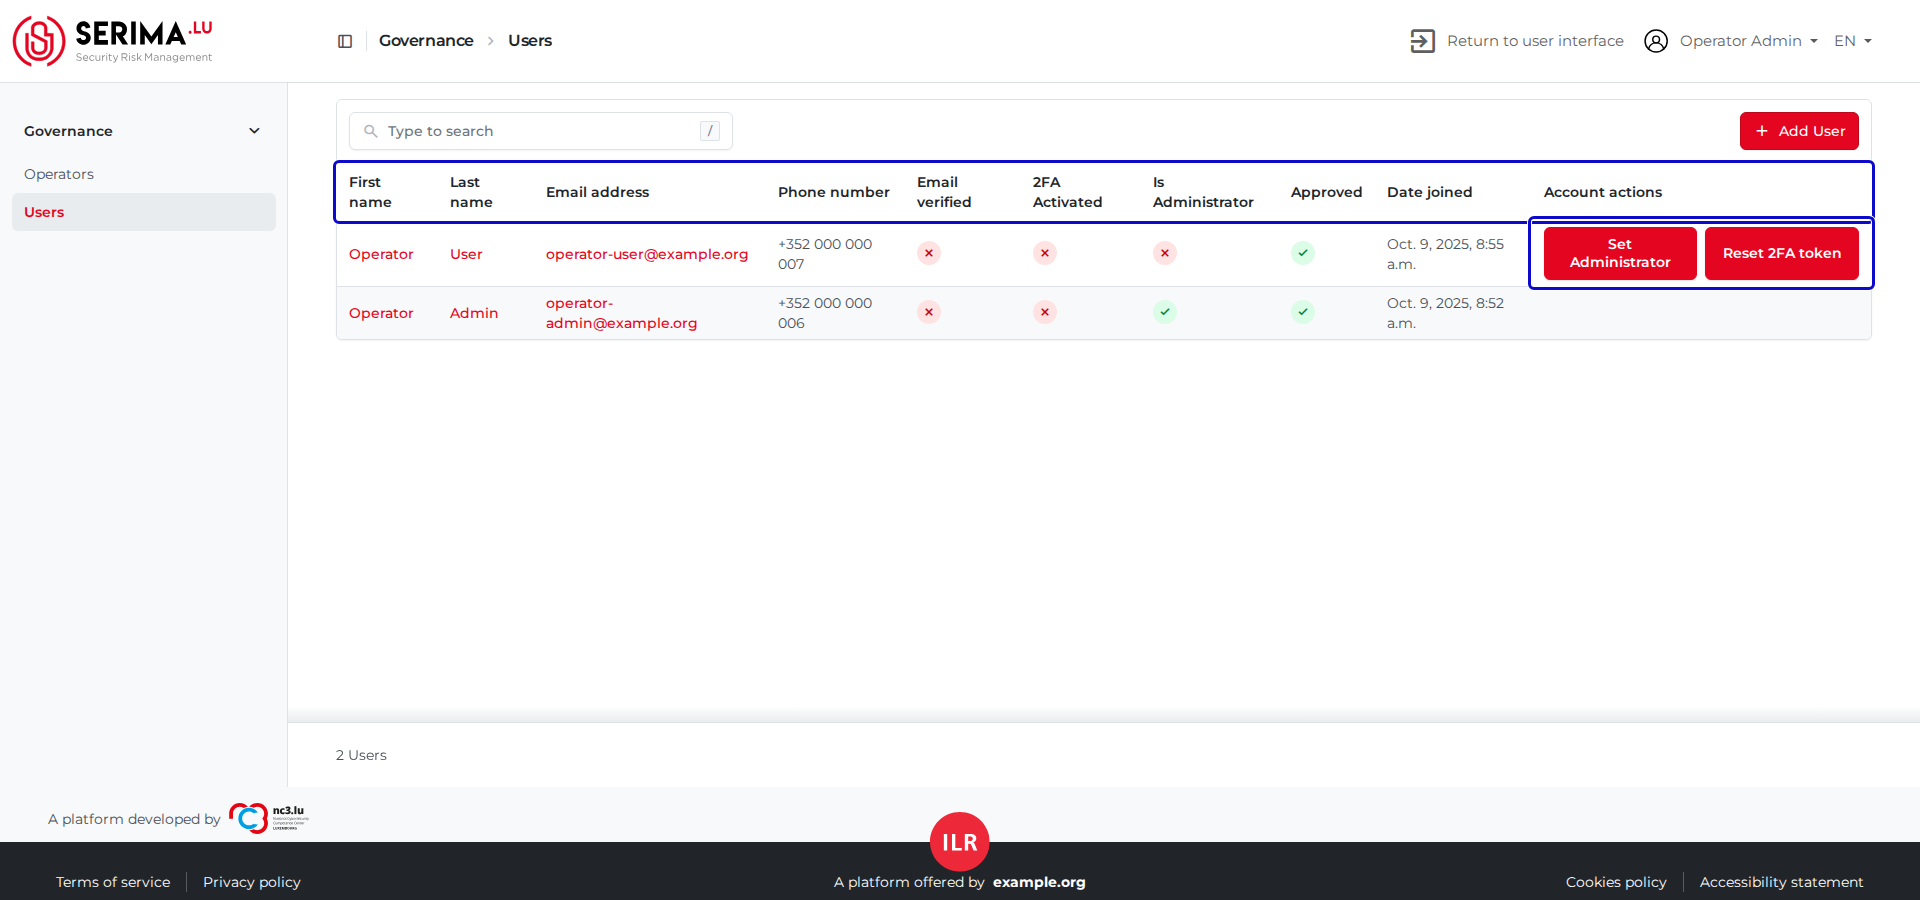 SERIMA.LU
Security Risk Management
Governance > Users
Return to user interface
Operator Admin
EN
Governance
Operators
Users
Type to search
/
+ Add User
First name
Last name
Email address
Phone number
Email verified
2FA Activated
Is Administrator
Approved
Date joined
Account actions
Operator
User
operator-user@example.org
+352 000 000
007
Oct. 9, 2025, 8:55
a.m.
Set
Administrator
Reset 2FA token
Operator
Admin
operator-
admin@example.org
+352 000 000
006
Oct. 9, 2025, 8:52
a.m.
2 Users
A platform developed by
nc3.lu
ILR
Terms of service
Privacy policy
A platform offered by example.org
Cookies policy
Accessibility statement